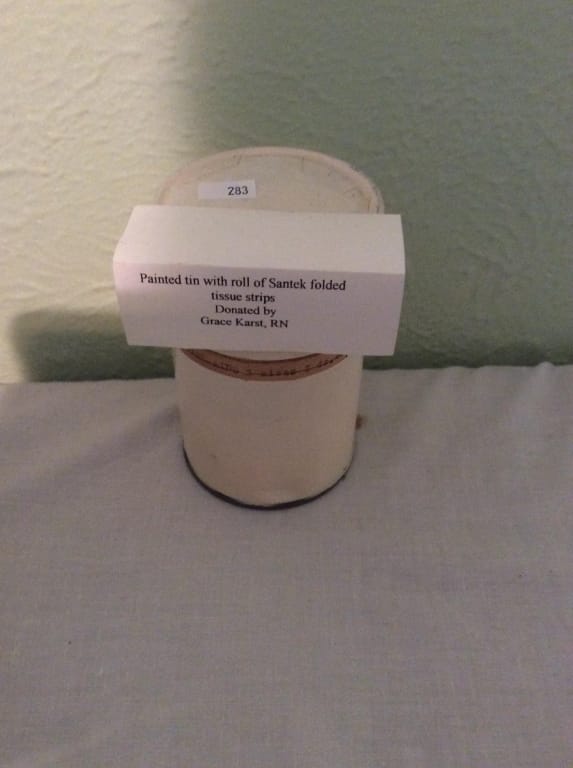 283
Painted tin with roll of Santek folded
tissue strips
Donated by
Grace Karst, RN